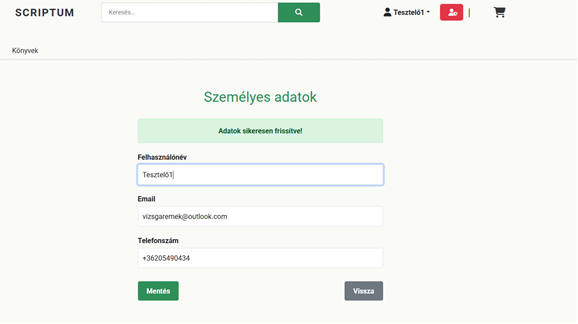 SCRIPTUM
Keresés...
Tesztelő1
Könyvek
Személyes adatok
Adatok sikeresen frissítve!
Felhasználónév
Tesztelő1
Email
vizsgaremek@outlook.com
Telefonszám
+36205490434
Mentés
Vissza